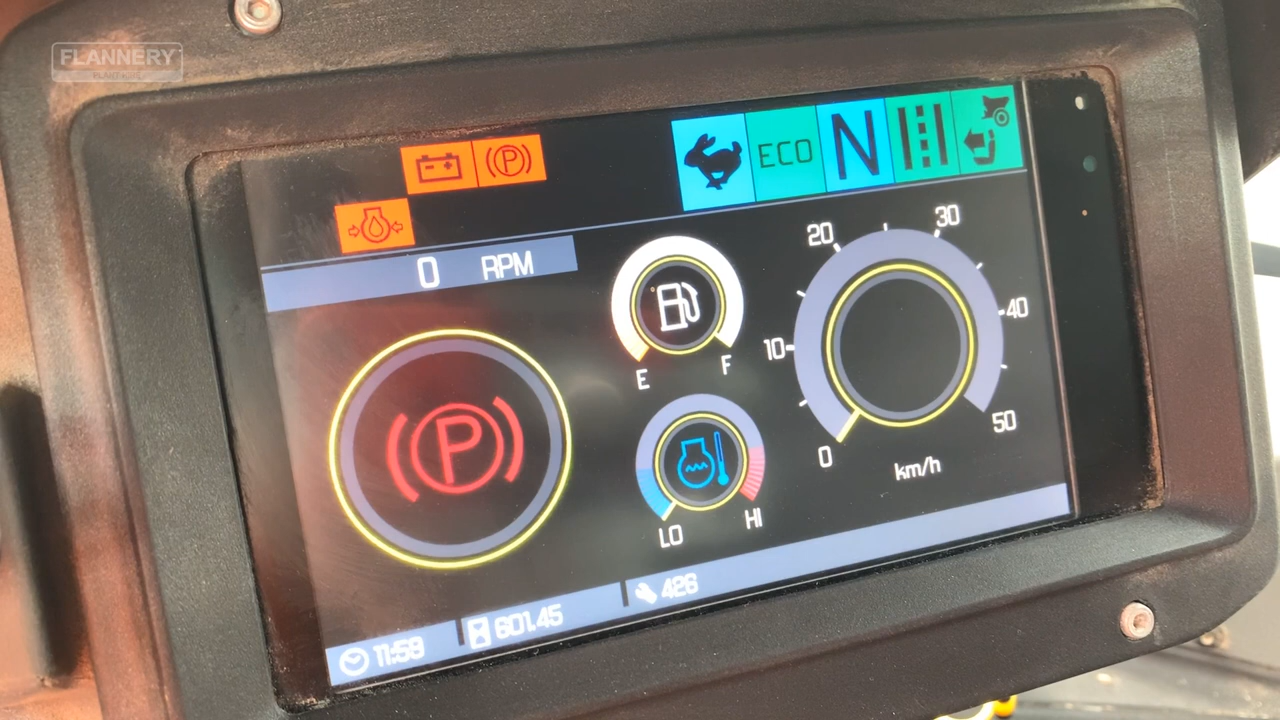 FLANNERY
PLANT HIRE
P
ECO
N
0 RPM
E F
P
LO HI
0
10
20
30
40
50
km/h
11:59
601.45
426